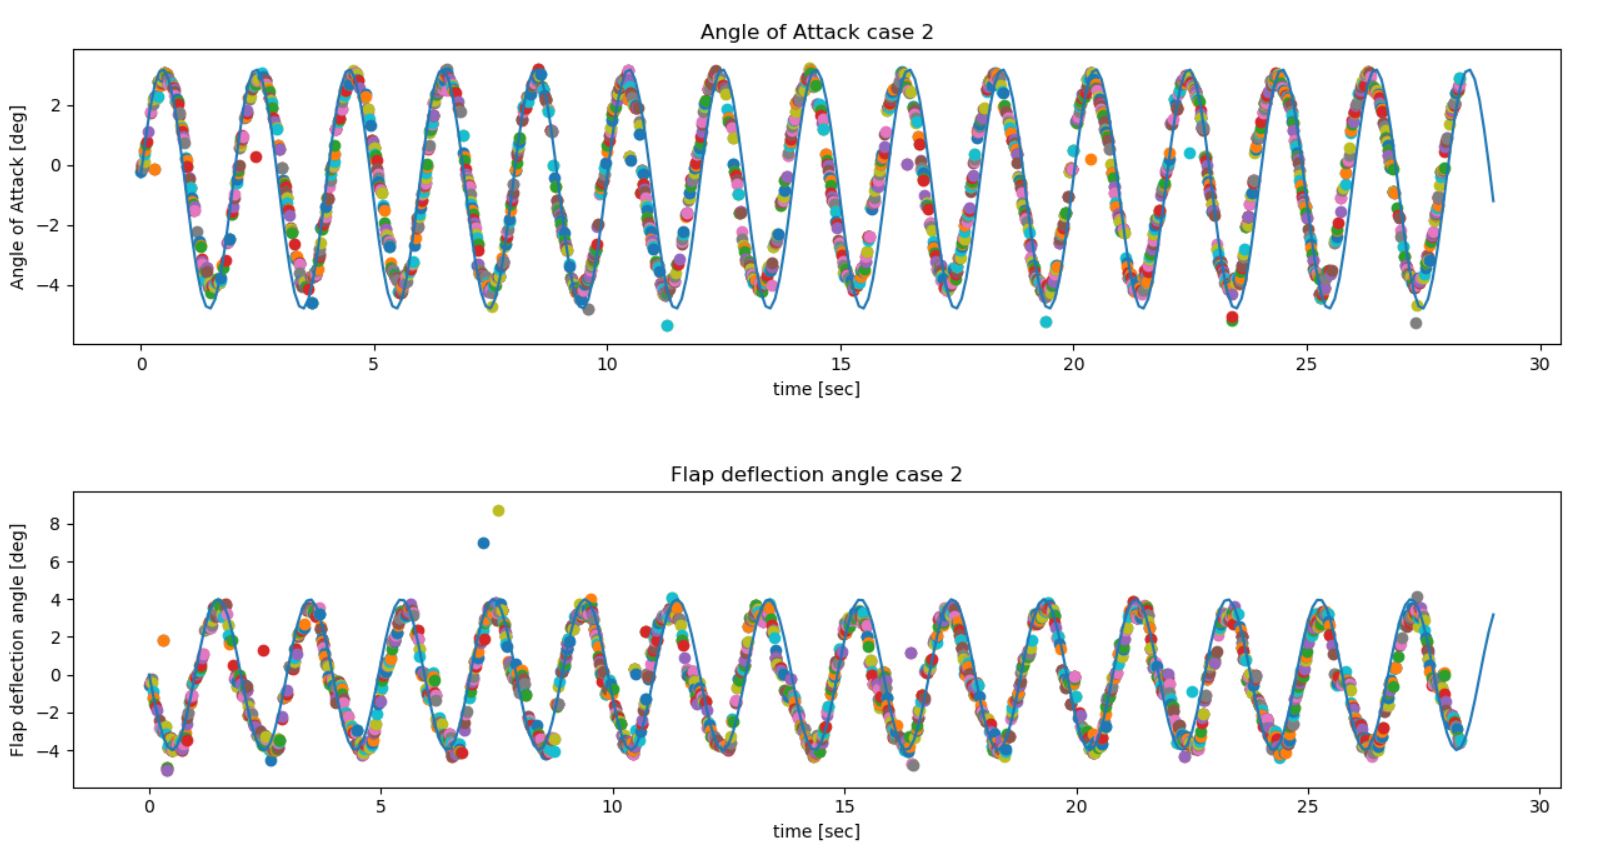 Angle of Attack case 2
Angle of Attack [deg]
2
0
−2
−4
0 5 10 15 20 25 30
time [sec]
Flap deflection angle case 2
Flap deflection angle [deg]
8
6
4
2
0
−2
−4
0 5 10 15 20 25 30
time [sec]